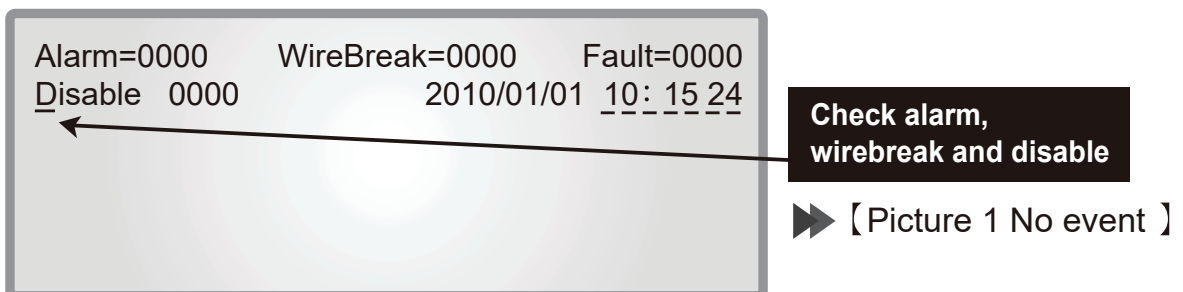 Alarm=0000 WireBreak=0000 Fault=0000
Disable 0000 2010/01/01 10: 15 24
Check alarm,
wirebreak and disable
【Picture 1 No event】